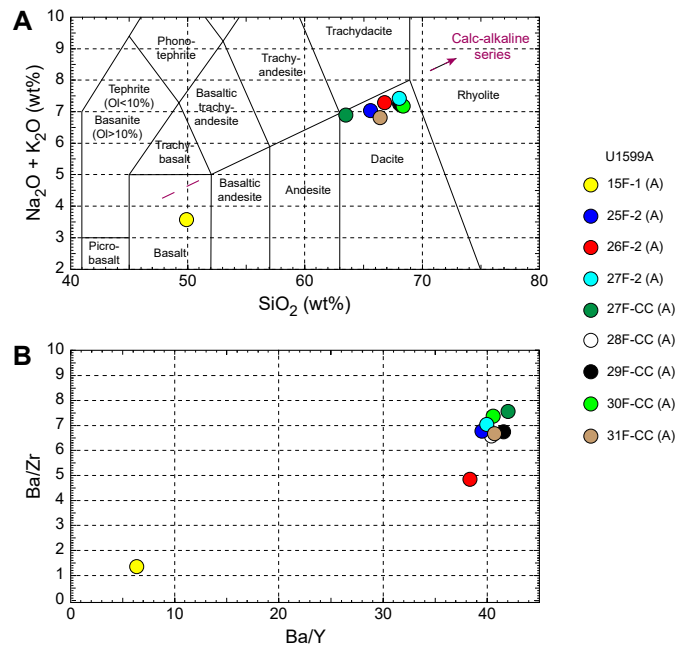 A
Na2O + K2O (wt%)
10
9
8
7
6
5
4
3
2
Phono-
tephrite
Trachydacite
Trachy-
andesite
Calc-alkaline
series
Tephrite
(Ol<10%)
Basanite
(Ol>10%)
Basaltic
trachy-
andesite
Rhyolite
Trachy-
basalt
Basaltic
andesite
Andesite
Dacite
Picro-
basalt
Basalt
40 50 60 70 80
SiO2 (wt%)
U1599A
15F-1 (A)
25F-2 (A)
26F-2 (A)
27F-2 (A)
27F-CC (A)
28F-CC (A)
29F-CC (A)
30F-CC (A)
31F-CC (A)
B
Ba/Zr
10
9
8
7
6
5
4
3
2
1
0
0 10 20 30 40
Ba/Y